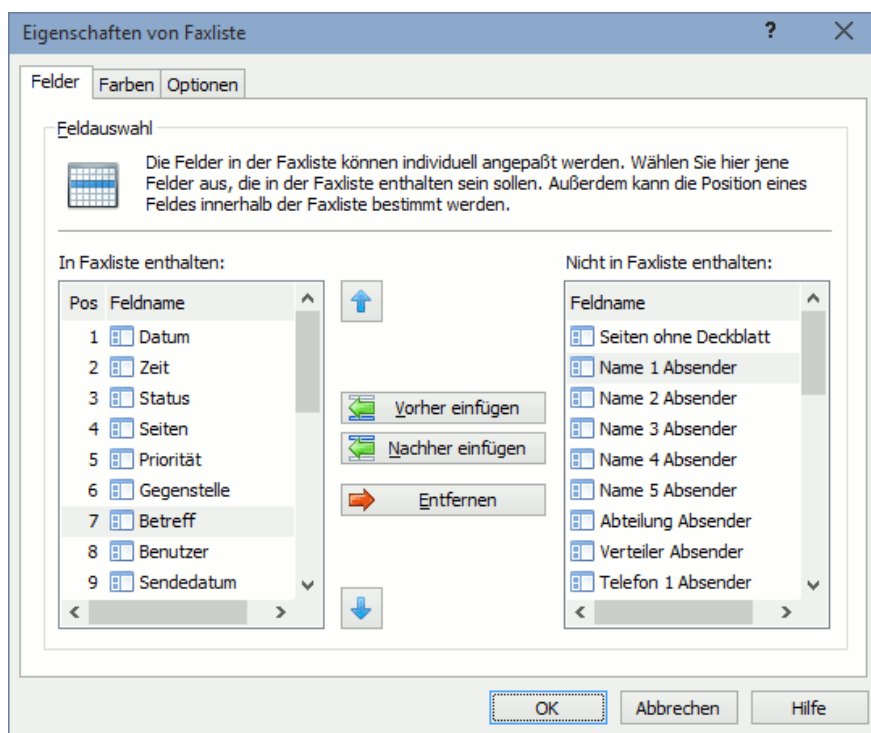 Eigenschaften von Faxliste
?
Felder
Farben
Optionen
Feldauswahl
Die Felder in der Faxliste können individuell angepaßt werden. Wählen Sie hier jene
Felder aus, die in der Faxliste enthalten sein sollen. Außerdem kann die Position eines
Feldes innerhalb der Faxliste bestimmt werden.
In Faxliste enthalten:
Pos Feldname
1 Datum
2 Zeit
3 Status
4 Seiten
5 Priorität
6 Gegenstelle
7 Betreff
8 Benutzer
9 Sendedatum
Vorher einfügen
Nachher einfügen
Entfernen
Nicht in Faxliste enthalten:
Feldname
Seiten ohne Deckblatt
Name 1 Absender
Name 2 Absender
Name 3 Absender
Name 4 Absender
Name 5 Absender
Abteilung Absender
Verteiler Absender
Telefon 1 Absender
OK
Abbrechen
Hilfe